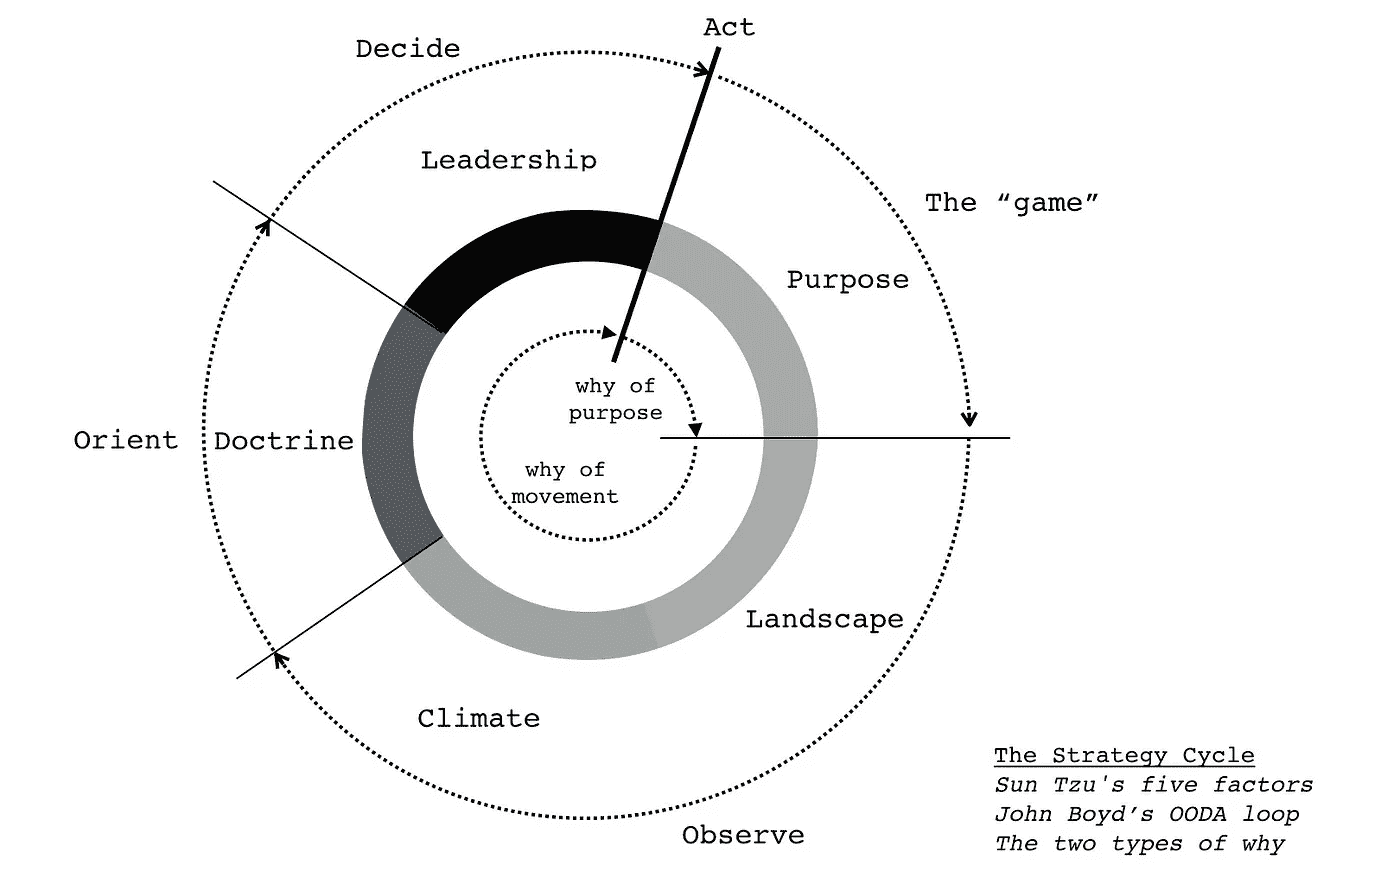 Act
Decide
Leadership
The “game”
Purpose
why of
purpose
Orient
Doctrine
why of
movement
Landscape
Climate
Observe
The Strategy Cycle
Sun Tzu's five factors
John Boyd’s OODA loop
The two types of why